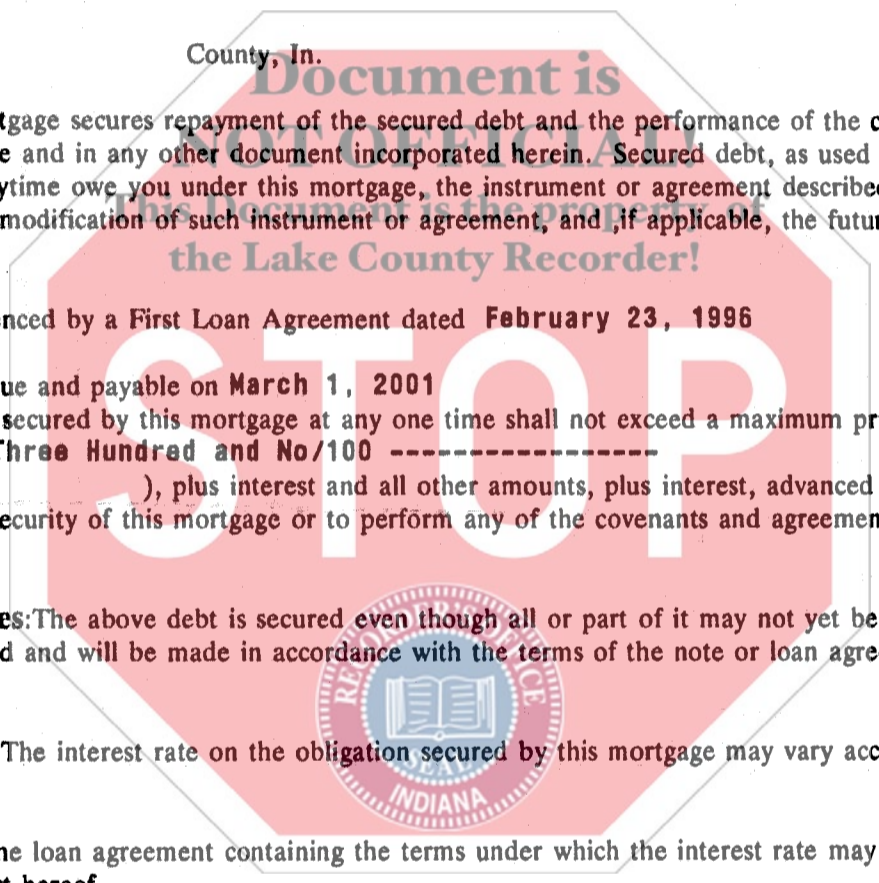 County, In.
Document is
tgage secures repayment of the secured debt and the performance of the c
NOT OFFICIAL!
e and in any other document incorporated herein. Secured debt, as used
ytime owe you under this mortgage, the instrument or agreement describe
This Document is the property of
modification of such instrument or agreement, and ,if applicable, the futur
the Lake County Recorder!
nced by a First Loan Agreement dated February 23, 1996
STOP
ue and payable on March 1, 2001
secured by this mortgage at any one time shall not exceed a maximum pr
Three Hundred and No/100 -----------------
), plus interest and all other amounts, plus interest, advanced
ecurity of this mortgage or to perform any of the covenants and agreemen
es:The above debt is secured even though all or part of it may not yet be
d and will be made in accordance with the terms of the note or loan agre
RECORDER'S OFFICE
The interest rate on the obligation secured by this mortgage may vary acc
SEAL
INDIANA
he loan agreement containing the terms under which the interest rate may
hereof